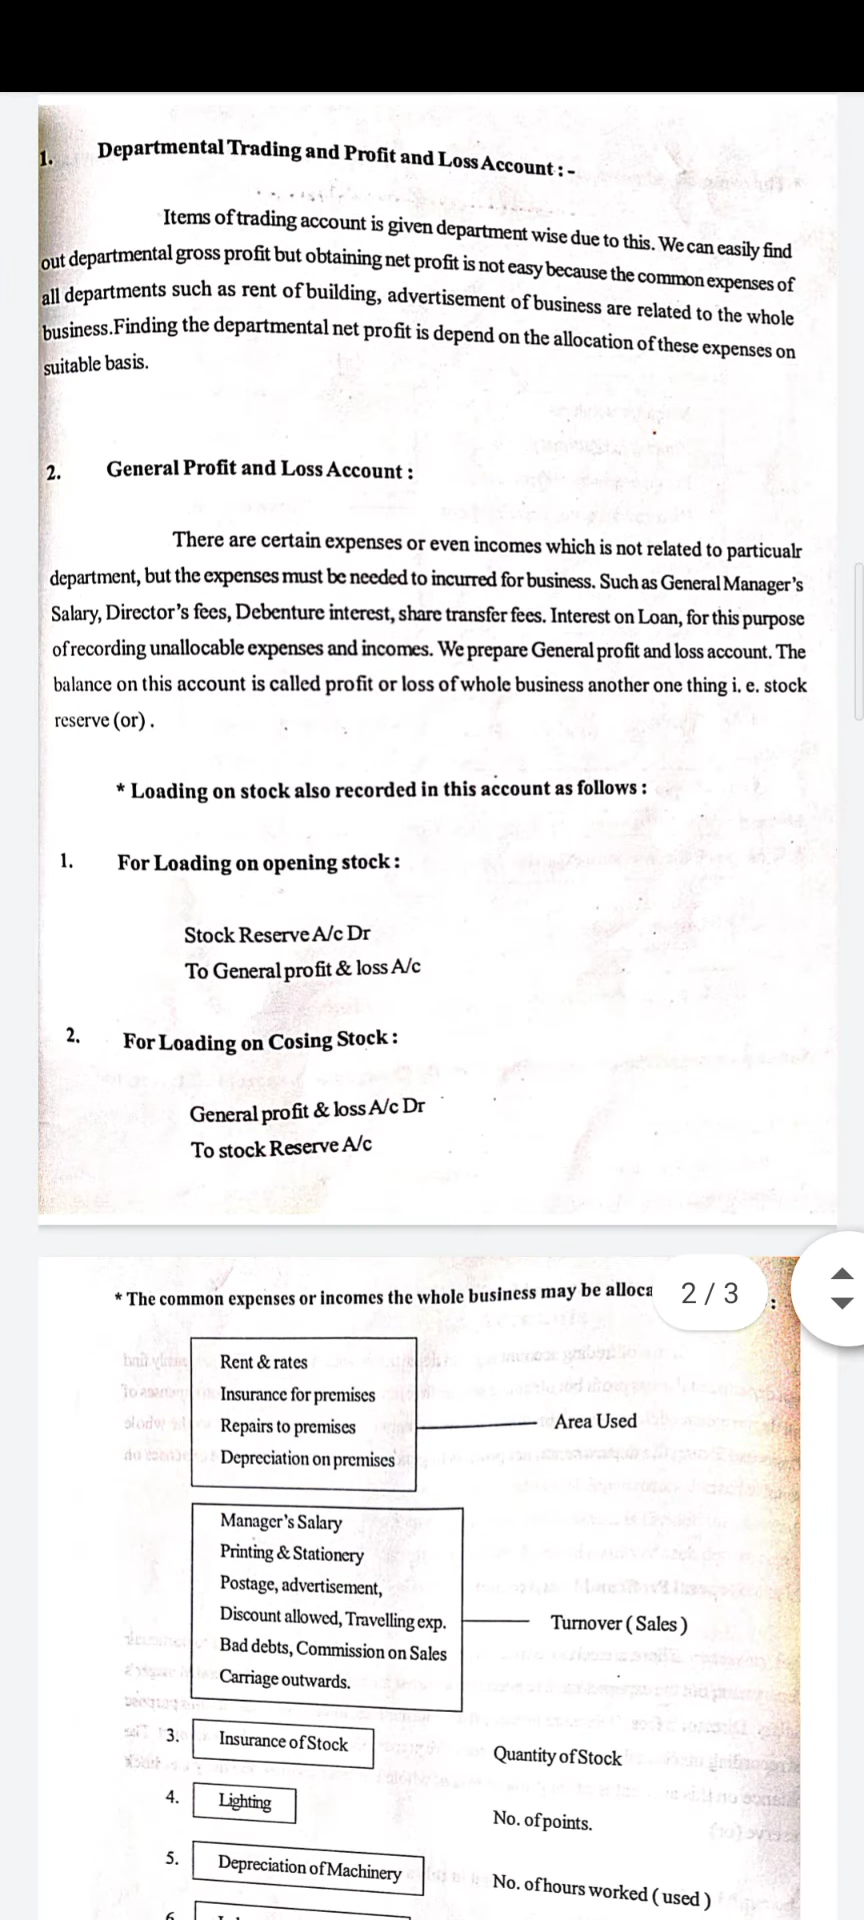 1. Departmental Trading and Profit and Loss Account : -
Items of trading account is given department wise due to this. We can easily find
out departmental gross profit but obtaining net profit is not easy because the common expenses of
all departments such as rent of building, advertisement of business are related to the whole
business.Finding the departmental net profit is depend on the allocation of these expenses on
suitable basis.
2. General Profit and Loss Account :
There are certain expenses or even incomes which is not related to particualr
department, but the expenses must be needed to incurred for business. Such as General Manager's
Salary, Director's fees, Debenture interest, share transfer fees. Interest on Loan, for this purpose
of recording unallocable expenses and incomes. We prepare General profit and loss account. The
balance on this account is called profit or loss of whole business another one thing i. e. stock
reserve (or) .
* Loading on stock also recorded in this account as follows :
1. For Loading on opening stock :
Stock Reserve A/c Dr
To General profit & loss A/c
2. For Loading on Cosing Stock :
General profit & loss A/c Dr
To stock Reserve A/c
* The common expenses or incomes the whole business may be alloca :
2 / 3
Rent & rates
Insurance for premises
Repairs to premises
Area Used
Depreciation on premises
Manager's Salary
Printing & Stationery
Postage, advertisement,
Discount allowed, Travelling exp.
Turnover ( Sales )
Bad debts, Commission on Sales
Carriage outwards.
3. Insurance of Stock Quantity of Stock
4. Lighting No. of points.
5. Depreciation of Machinery No. of hours worked ( used )
6